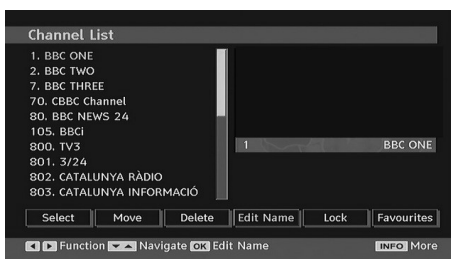 Channel List
1. BBC ONE
2. BBC TWO
7. BBC THREE
70. CBBC Channel
80. BBC NEWS 24
105. BBCi
800. TV3
801. 3/24
802. CATALUNYA RÀDIO
803. CATALUNYA INFORMACIÓ
1 BBC ONE
Select Move Delete Edit Name Lock Favourites
Function Navigate OK Edit Name INFO More